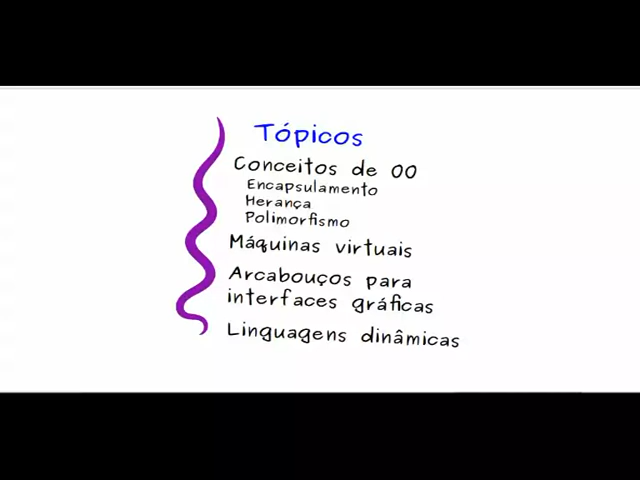 Tópicos
Conceitos de OO
Encapsulamento
Herança
Polimorfismo
Máquinas virtuais
Arcabouços para
interfaces gráficas
Linguagens dinâmicas